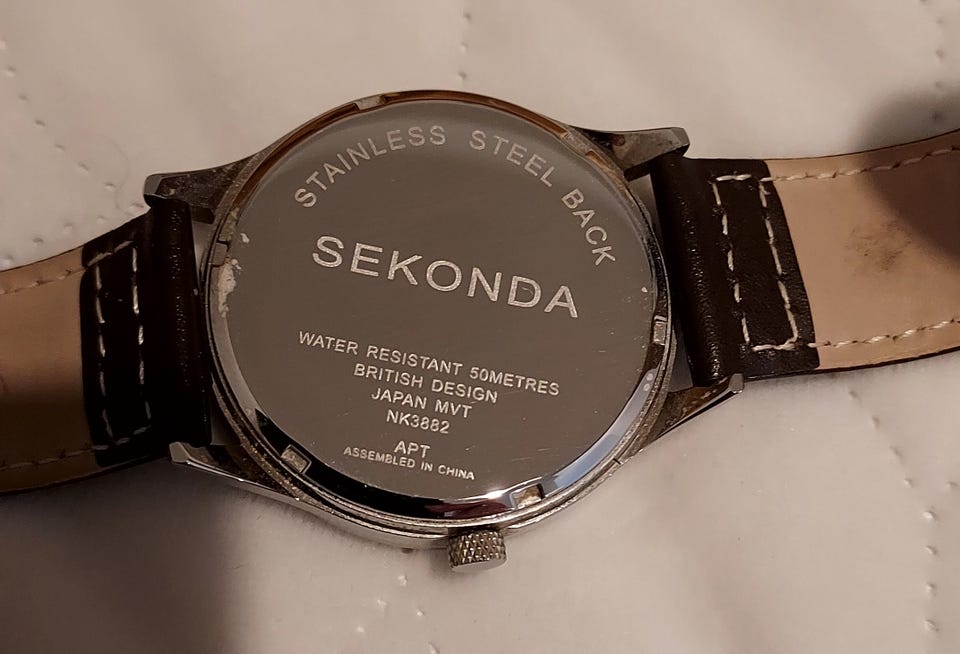 STAINLESS STEEL BACK
SEKONDA
WATER RESISTANT 50METRES
BRITISH DESIGN
JAPAN MVT
NK3882
APT
ASSEMBLED IN CHINA